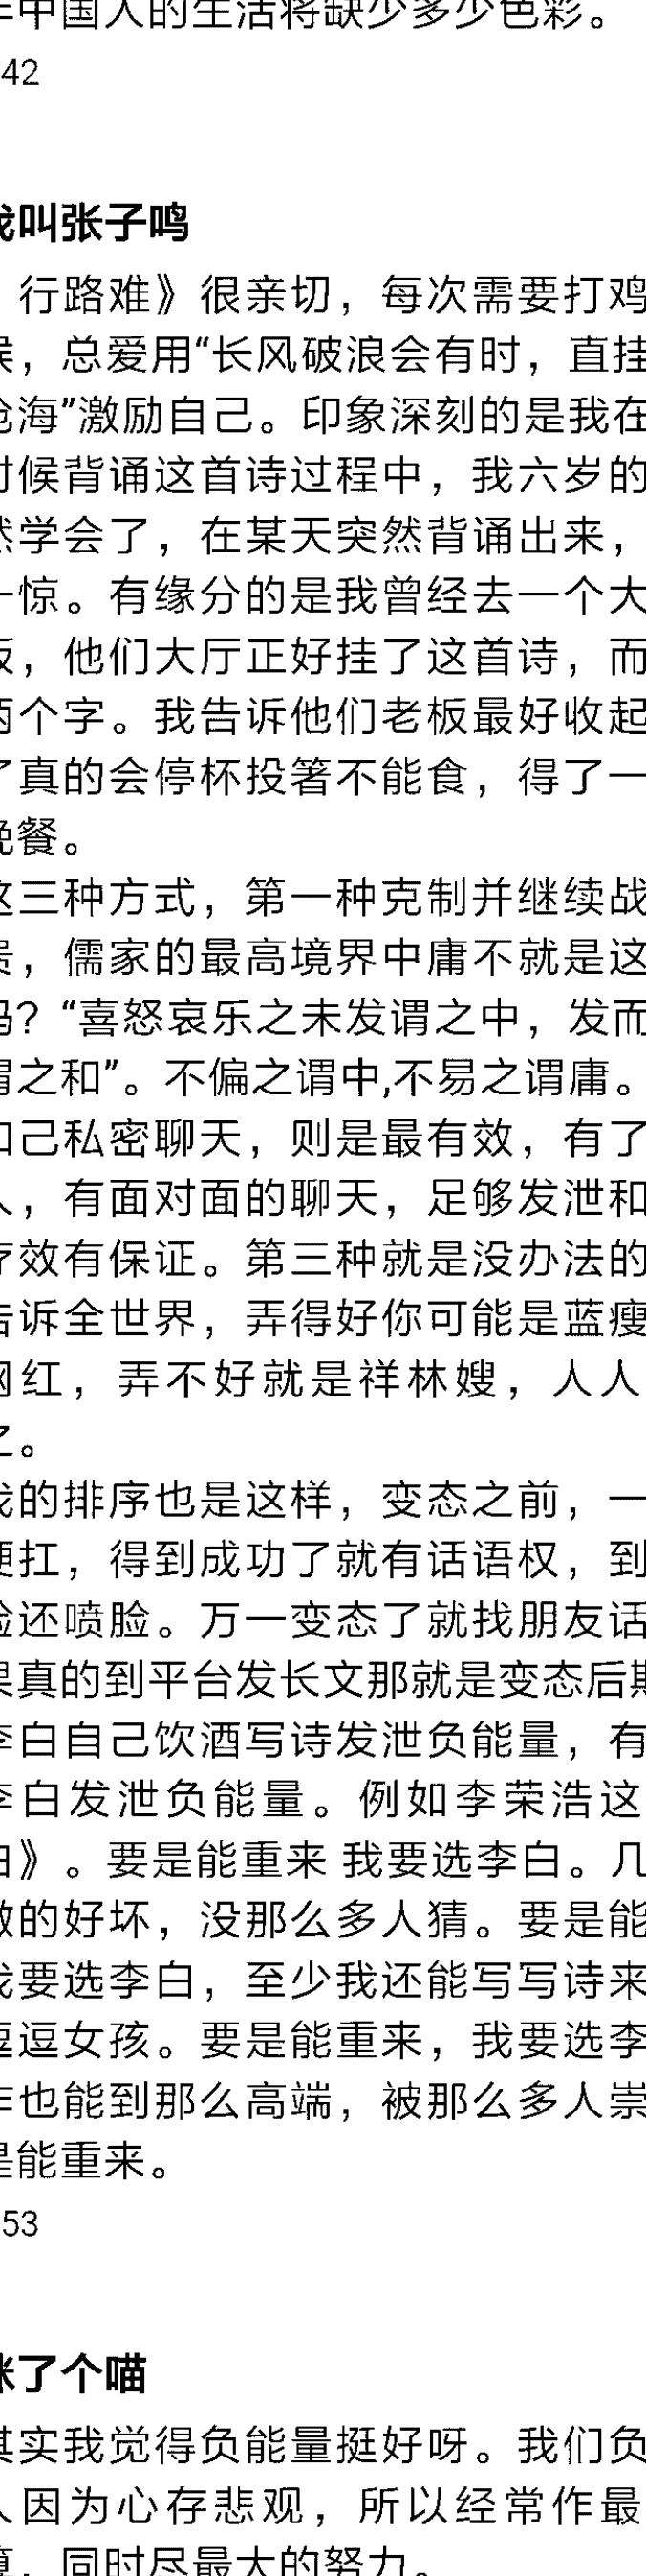 中国人的生活将缺少多少色彩。
42
我叫张子鸣
行路难》很亲切，每次需要打鸡
候，总爱用“长风破浪会有时，直挂
沧海”激励自己。印象深刻的是我在
时候背诵这首诗过程中，我六岁的
然学会了，在某天突然背诵出来，
一惊。有缘分的是我曾经去一个大
板，他们大厅正好挂了这首诗，而
两个字。我告诉他们老板最好收起
了真的会停杯投箸不能食，得了一
晚餐。
这三种方式，第一种克制并继续战
贵，儒家的最高境界中庸不就是这
吗？“喜怒哀乐之未发谓之中，发而
谓之和”。不偏之谓中,不易之谓庸。
知己私密聊天，则是最有效，有了
人，有面对面的聊天，足够发泄和
疗效有保证。第三种就是没办法的
告诉全世界，弄得好你可能是蓝瘦
网红，弄不好就是祥林嫂，人人
之。
我的排序也是这样，变态之前，一
硬扛，得到成功了就有话语权，到
脸还喷脸。万一变态了就找朋友话
果真的到平台发长文那就是变态后期
李白自己饮酒写诗发泄负能量，有
李白发泄负能量。例如李荣浩这
白》。要是能重来 我要选李白。几
做的好坏，没那么多人猜。要是能
我要选李白，至少我还能写写诗来
逗逗女孩。要是能重来，我要选李
作也能到那么高端，被那么多人崇
是能重来。
53
咪了个喵
其实我觉得负能量挺好呀。我们负
人因为心存悲观，所以经常作最
算，同时尽最大的努力。